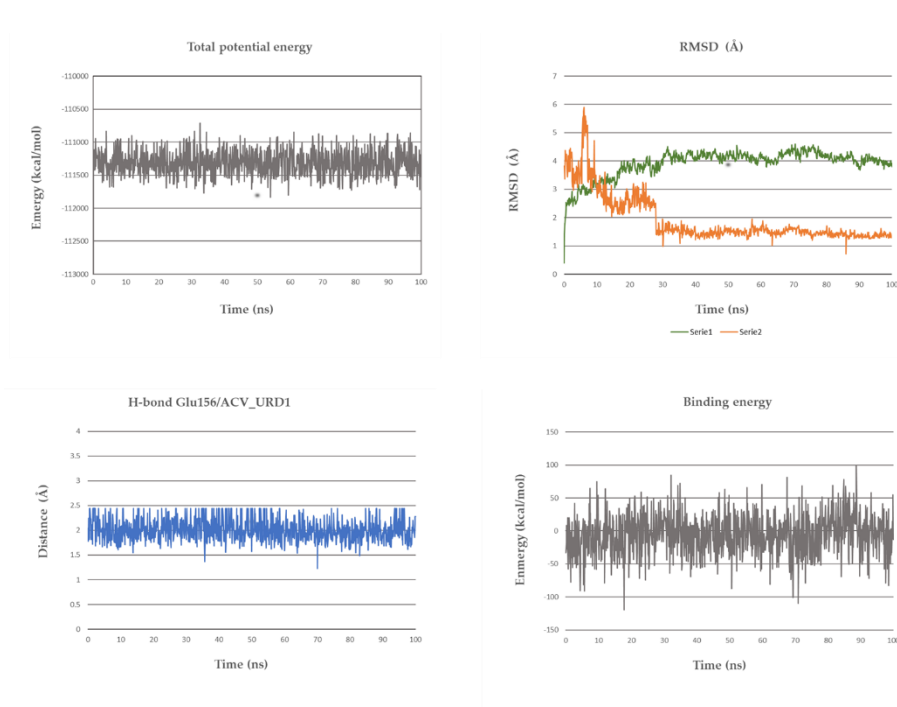 Total potential energy
Emergy (kcal/mol)
-110000
-110500
-111000
-111500
-112000
-112500
-113000
0 10 20 30 40 50 60 70 80 90 100
Time (ns)
RMSD (Å)
RMSD (Å)
7
6
5
4
3
2
1
0
0 10 20 30 40 50 60 70 80 90 100
Time (ns)
Serie1 Serie2
H-bond Glu156/ACV_URD1
Distance (Å)
4
3.5
3
2.5
2
1.5
1
0.5
0
0 10 20 30 40 50 60 70 80 90 100
Time (ns)
Binding energy
Enmergy (kcal/mol)
150
100
50
0
-50
-100
-150
0 10 20 30 40 50 60 70 80 90 100
Time (ns)